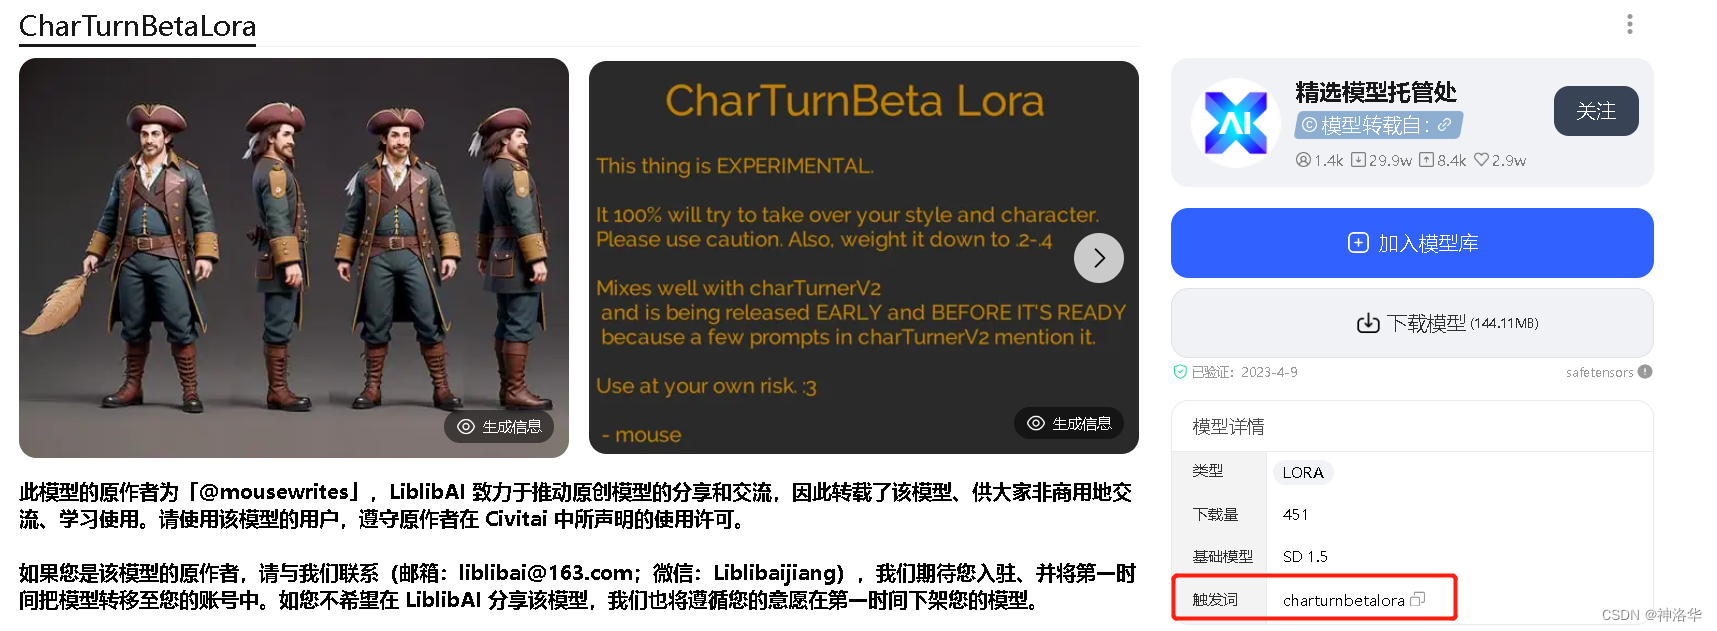 CharTurnBetaLora
CharTurnBeta Lora
This thing is EXPERIMENTAL.
It 100% will try to take over your style and character.
Please use caution. Also, weight it down to .2-.4
Mixes well with charTurnerV2
and is being released EARLY and BEFORE IT'S READY
because a few prompts in charTurnerV2 mention it.
Use at your own risk. :3
- mouse
生成信息
生成信息
此模型的原作者为「@mousewrites」，LiblibAI 致力于推动原创模型的分享和交流，因此转载了该模型、供大家非商用地交
流、学习使用。请使用该模型的用户，遵守原作者在 Civitai 中所声明的使用许可。
如果您是该模型的原作者，请与我们联系（邮箱：liblibai@163.com；微信：Liblibaijiang），我们期待您入驻、并将第一时
间把模型转移至您的账号中。如您不希望在 LiblibAI 分享该模型，我们也将遵循您的意愿在第一时间下架您的模型。
AI
精选模型托管处
© 模型转载自：
关注
1.4k 29.9w 8.4k 2.9w
加入模型库
下载模型 (144.11MB)
已验证：2023-4-9
safetensors
模型详情
类型 LORA
下载量 451
基础模型 SD 1.5
触发词 charturnbetalora
CSDN @神洛华